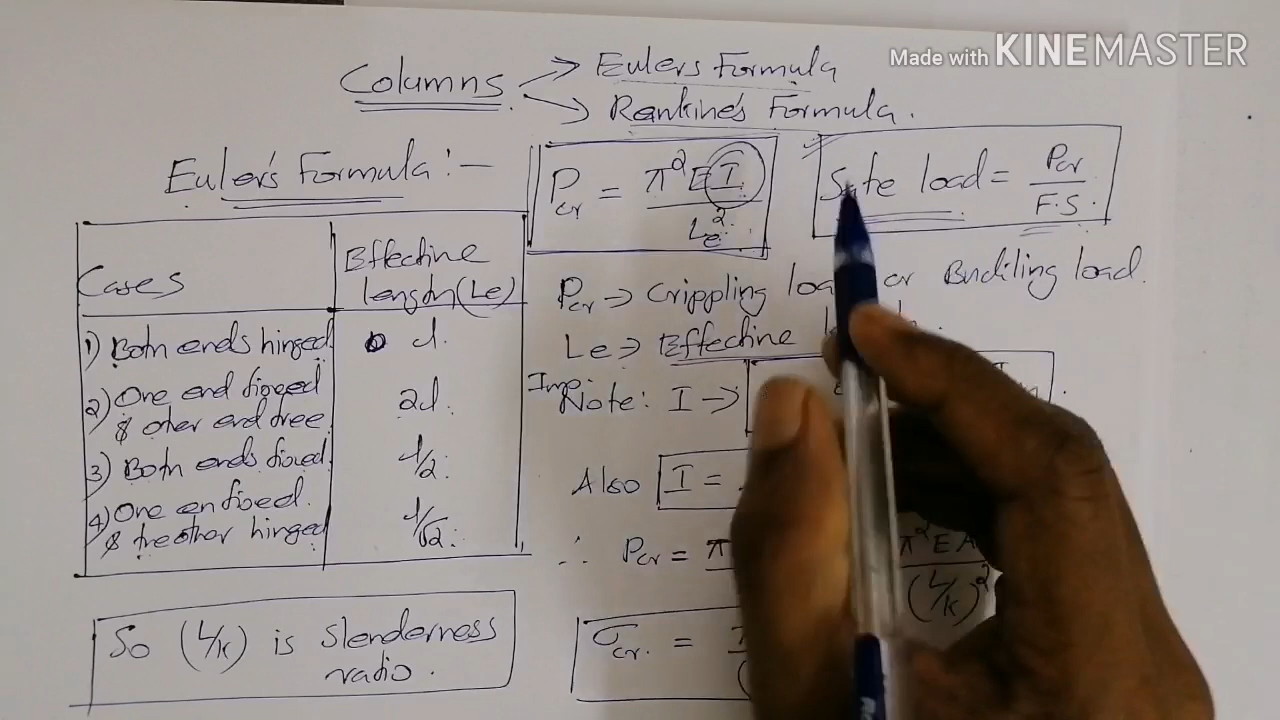 Made with KINEMASTER
Columns → Eulers Formula
→ Rankine's Formula.
Euler's Formula :-
Pcr = π²EI / Le²
Safe load = Pcr / F.S.
Cases | Effective length (Le)
1) Both ends hinged | l.
2) One end fixed & other end free | 2l.
3) Both ends fixed | l/2.
4) One en fixed. & the other hinged | l/√2.
Pcr → Crippling or Buckling load.
Le → Effective
Imp.
Note: I →
Also I =
∴ Pcr = π
π²EA
(L/k)²
So (L/k) is slenderness
ratio.
σcr. =